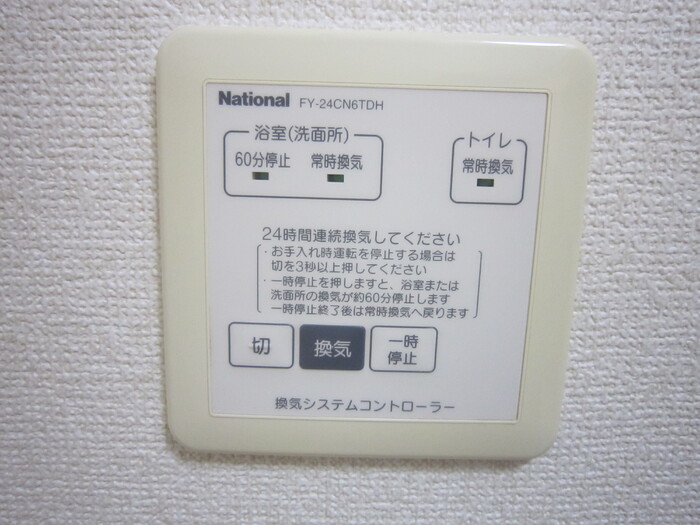 National FY-24CN6TDH
浴室(洗面所)
60分停止 常時換気
トイレ
常時換気
24時間連続換気してください
・お手入れ時運転を停止する場合は
切を3秒以上押してください
・一時停止を押しますと、浴室または
洗面所の換気が約60分停止します
一時停止終了後は常時換気へ戻ります
切
換気
一時
停止
換気システムコントローラー